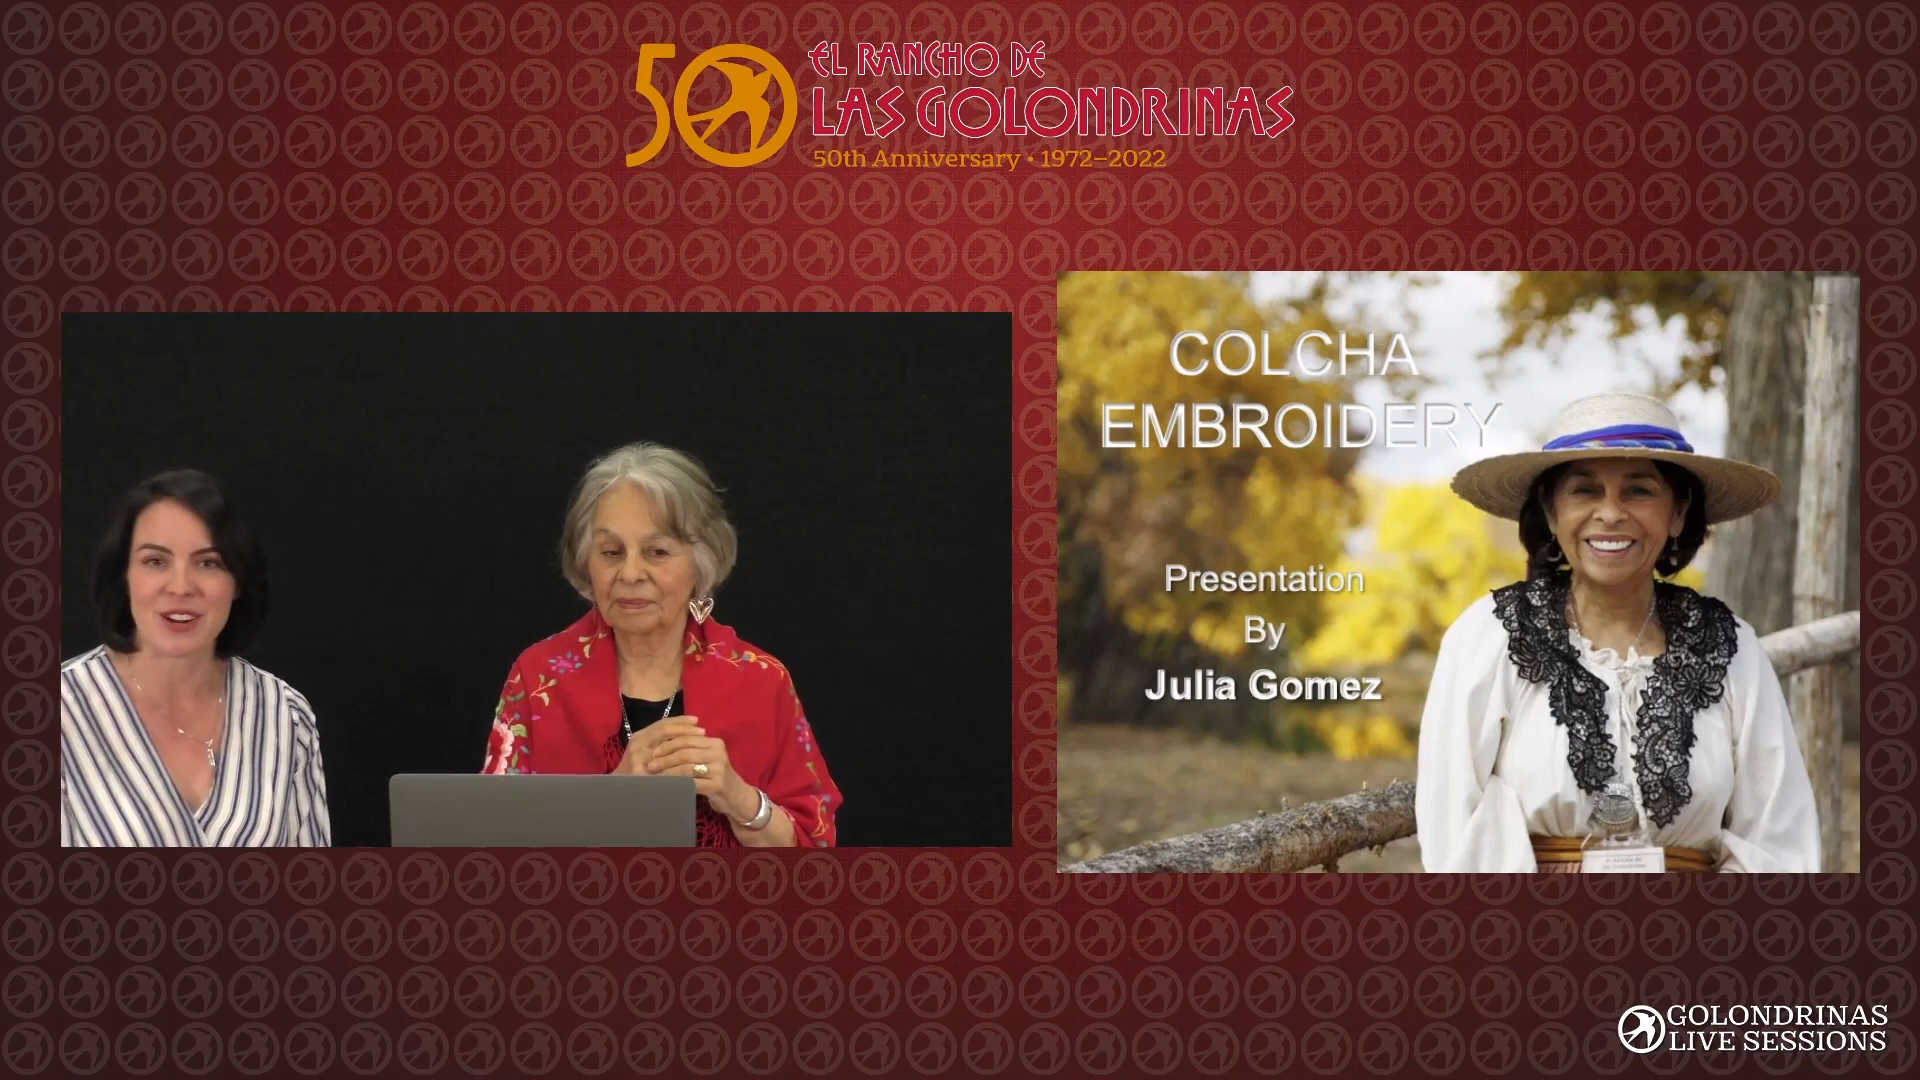 50
EL RANCHO DE
LAS GOLONDRINAS
50th Anniversary • 1972–2022
COLCHA
EMBROIDERY
Presentation
By
Julia Gomez
GOLONDRINAS
LIVE SESSIONS